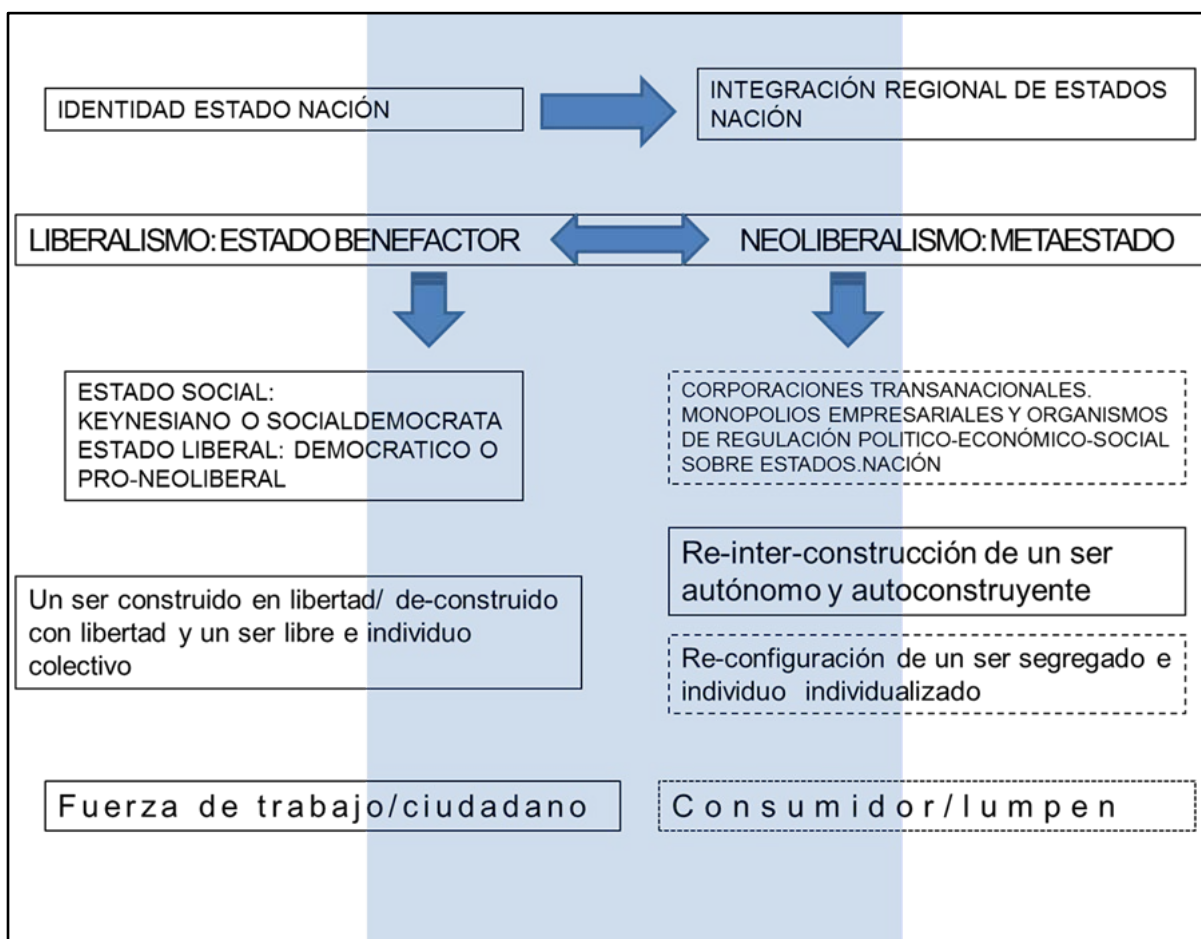 IDENTIDAD ESTADO NACIÓN
INTEGRACIÓN REGIONAL DE ESTADOS
NACIÓN
LIBERALISMO: ESTADO BENEFACTOR
NEOLIBERALISMO: METAESTADO
ESTADO SOCIAL:
KEYNESIANO O SOCIALDEMOCRATA
ESTADO LIBERAL: DEMOCRATICO O
PRO-NEOLIBERAL
CORPORACIONES TRANSANACIONALES.
MONOPOLIOS EMPRESARIALES Y ORGANISMOS
DE REGULACIÓN POLITICO-ECONÓMICO-SOCIAL
SOBRE ESTADOS.NACIÓN
Un ser construido en libertad/ de-construido
con libertad y un ser libre e individuo
colectivo
Re-inter-construcción de un ser
autónomo y autoconstruyente
Re-configuración de un ser segregado e
individuo individualizado
Fuerza de trabajo/ciudadano
Consumidor/lumpen